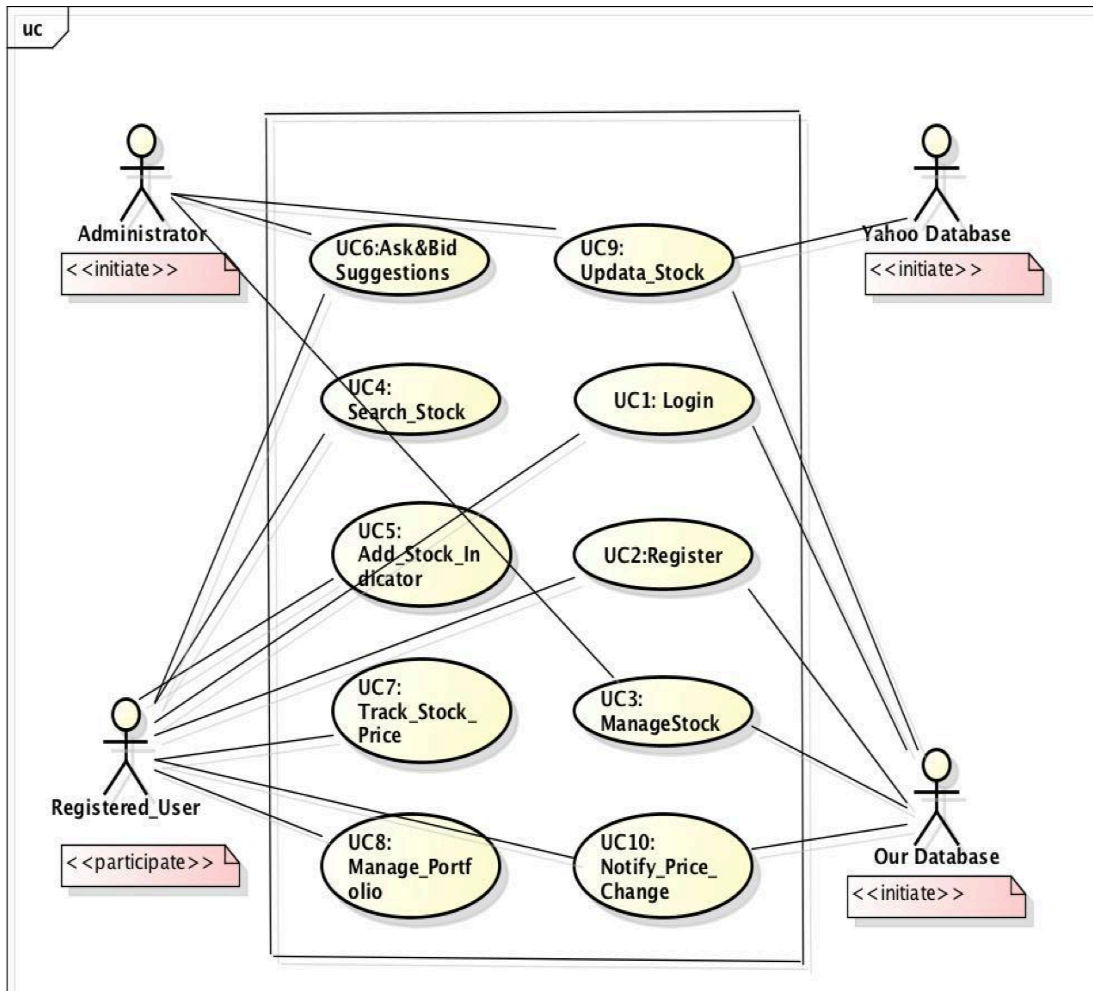 uc
Administrator
< <initiate> >
Yahoo Database
< <initiate> >
UC6:Ask&Bid
Suggestions
UC9:
Updata_Stock
UC4:
Search_Stock
UC1: Login
UC5:
Add_Stock_In
dicator
UC2:Register
UC7:
Track_Stock_
Price
UC3:
ManageStock
Registered_User
< <participate> >
UC8:
Manage_Portf
olio
UC10:
Notify_Price_
Change
Our Database
< <initiate> >